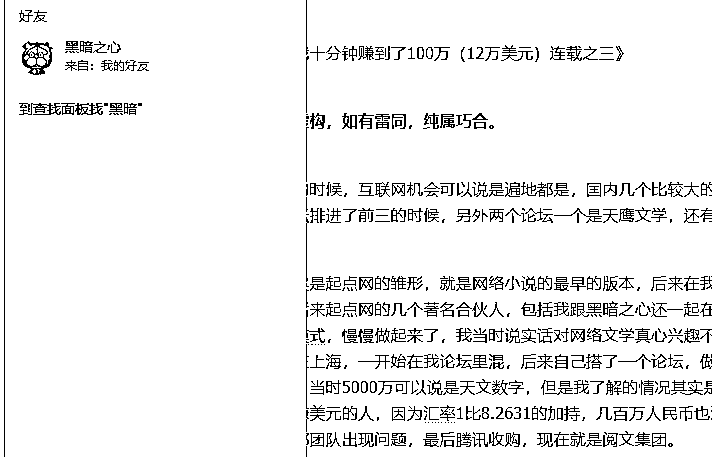 好友
黑暗之心
来自：我的好友
到查找面板找"黑暗"
十分钟赚到了100万（12万美元）连载之三》
构，如有雷同，纯属巧合。
时候，互联网机会可以说是遍地都是，国内几个比较大的
排进了前三的时候，另外两个论坛一个是天鹰文学，还有
是起点网的雏形，就是网络小说的最早的版本，后来在我
来起点网的几个著名合伙人，包括我跟黑暗之心还一起在
式，慢慢做起来了，我当时说实话对网络文学真心兴趣不
上海，一开始在我论坛里混，后来自己搭了一个论坛，做
当时5000万可以说是天文数字，但是我了解的情况其实是
美元的人，因为汇率1比8.2631的加持，几百万人民币也
团队出现问题，最后腾讯收购，现在就是阅文集团。